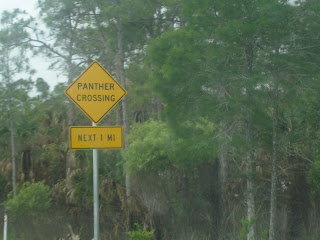 PANTHER
CROSSING
NEXT 1 MI